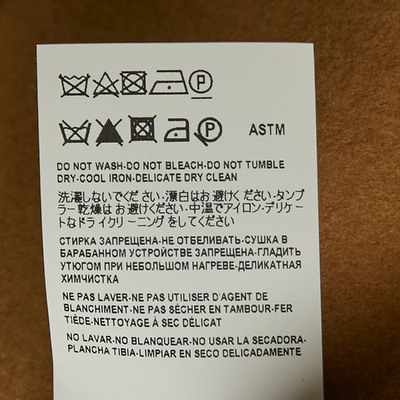 P
P ASTM
DO NOT WASH-DO NOT BLEACH-DO NOT TUMBLE
DRY-COOL IRON-DELICATE DRY CLEAN
洗濯しないでください·漂白はお避けください·タンブ
ラー乾燥はお避けください·中温でアイロン·デリケー
トなドライクリーニングをしてください
СТИРКА ЗАПРЕЩЕНА-НЕ ОТБЕЛИВАТЬ-СУШКА В
БАРАБАННОМ УСТРОЙСТВЕ ЗАПРЕЩЕНА-ГЛАДИТЬ
УТЮГОМ ПРИ НЕБОЛЬШОМ НАГРЕВЕ-ДЕЛИКАТНАЯ
ХИМЧИСТКА
NE PAS LAVER-NE PAS UTILISER D'AGENT DE
BLANCHIMENT-NE PAS SÉCHER EN TAMBOUR-FER
TIÈDE-NETTOYAGE À SEC DÉLICAT
NO LAVAR-NO BLANQUEAR-NO USAR LA SECADORA-
PLANCHA TIBIA-LIMPIAR EN SECO DELICADAMENTE